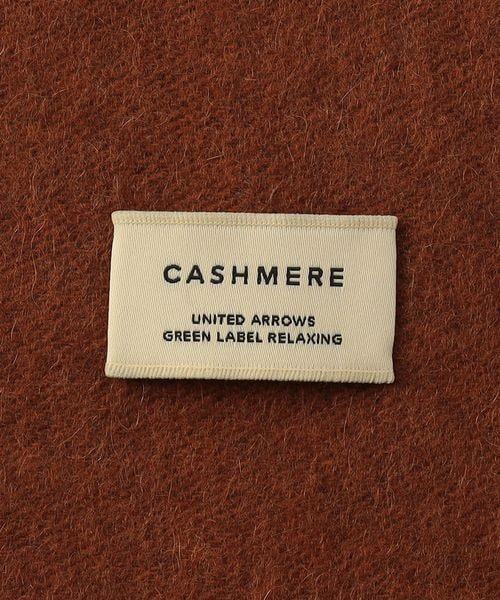 CASHMERE
UNITED ARROWS
GREEN LABEL RELAXING